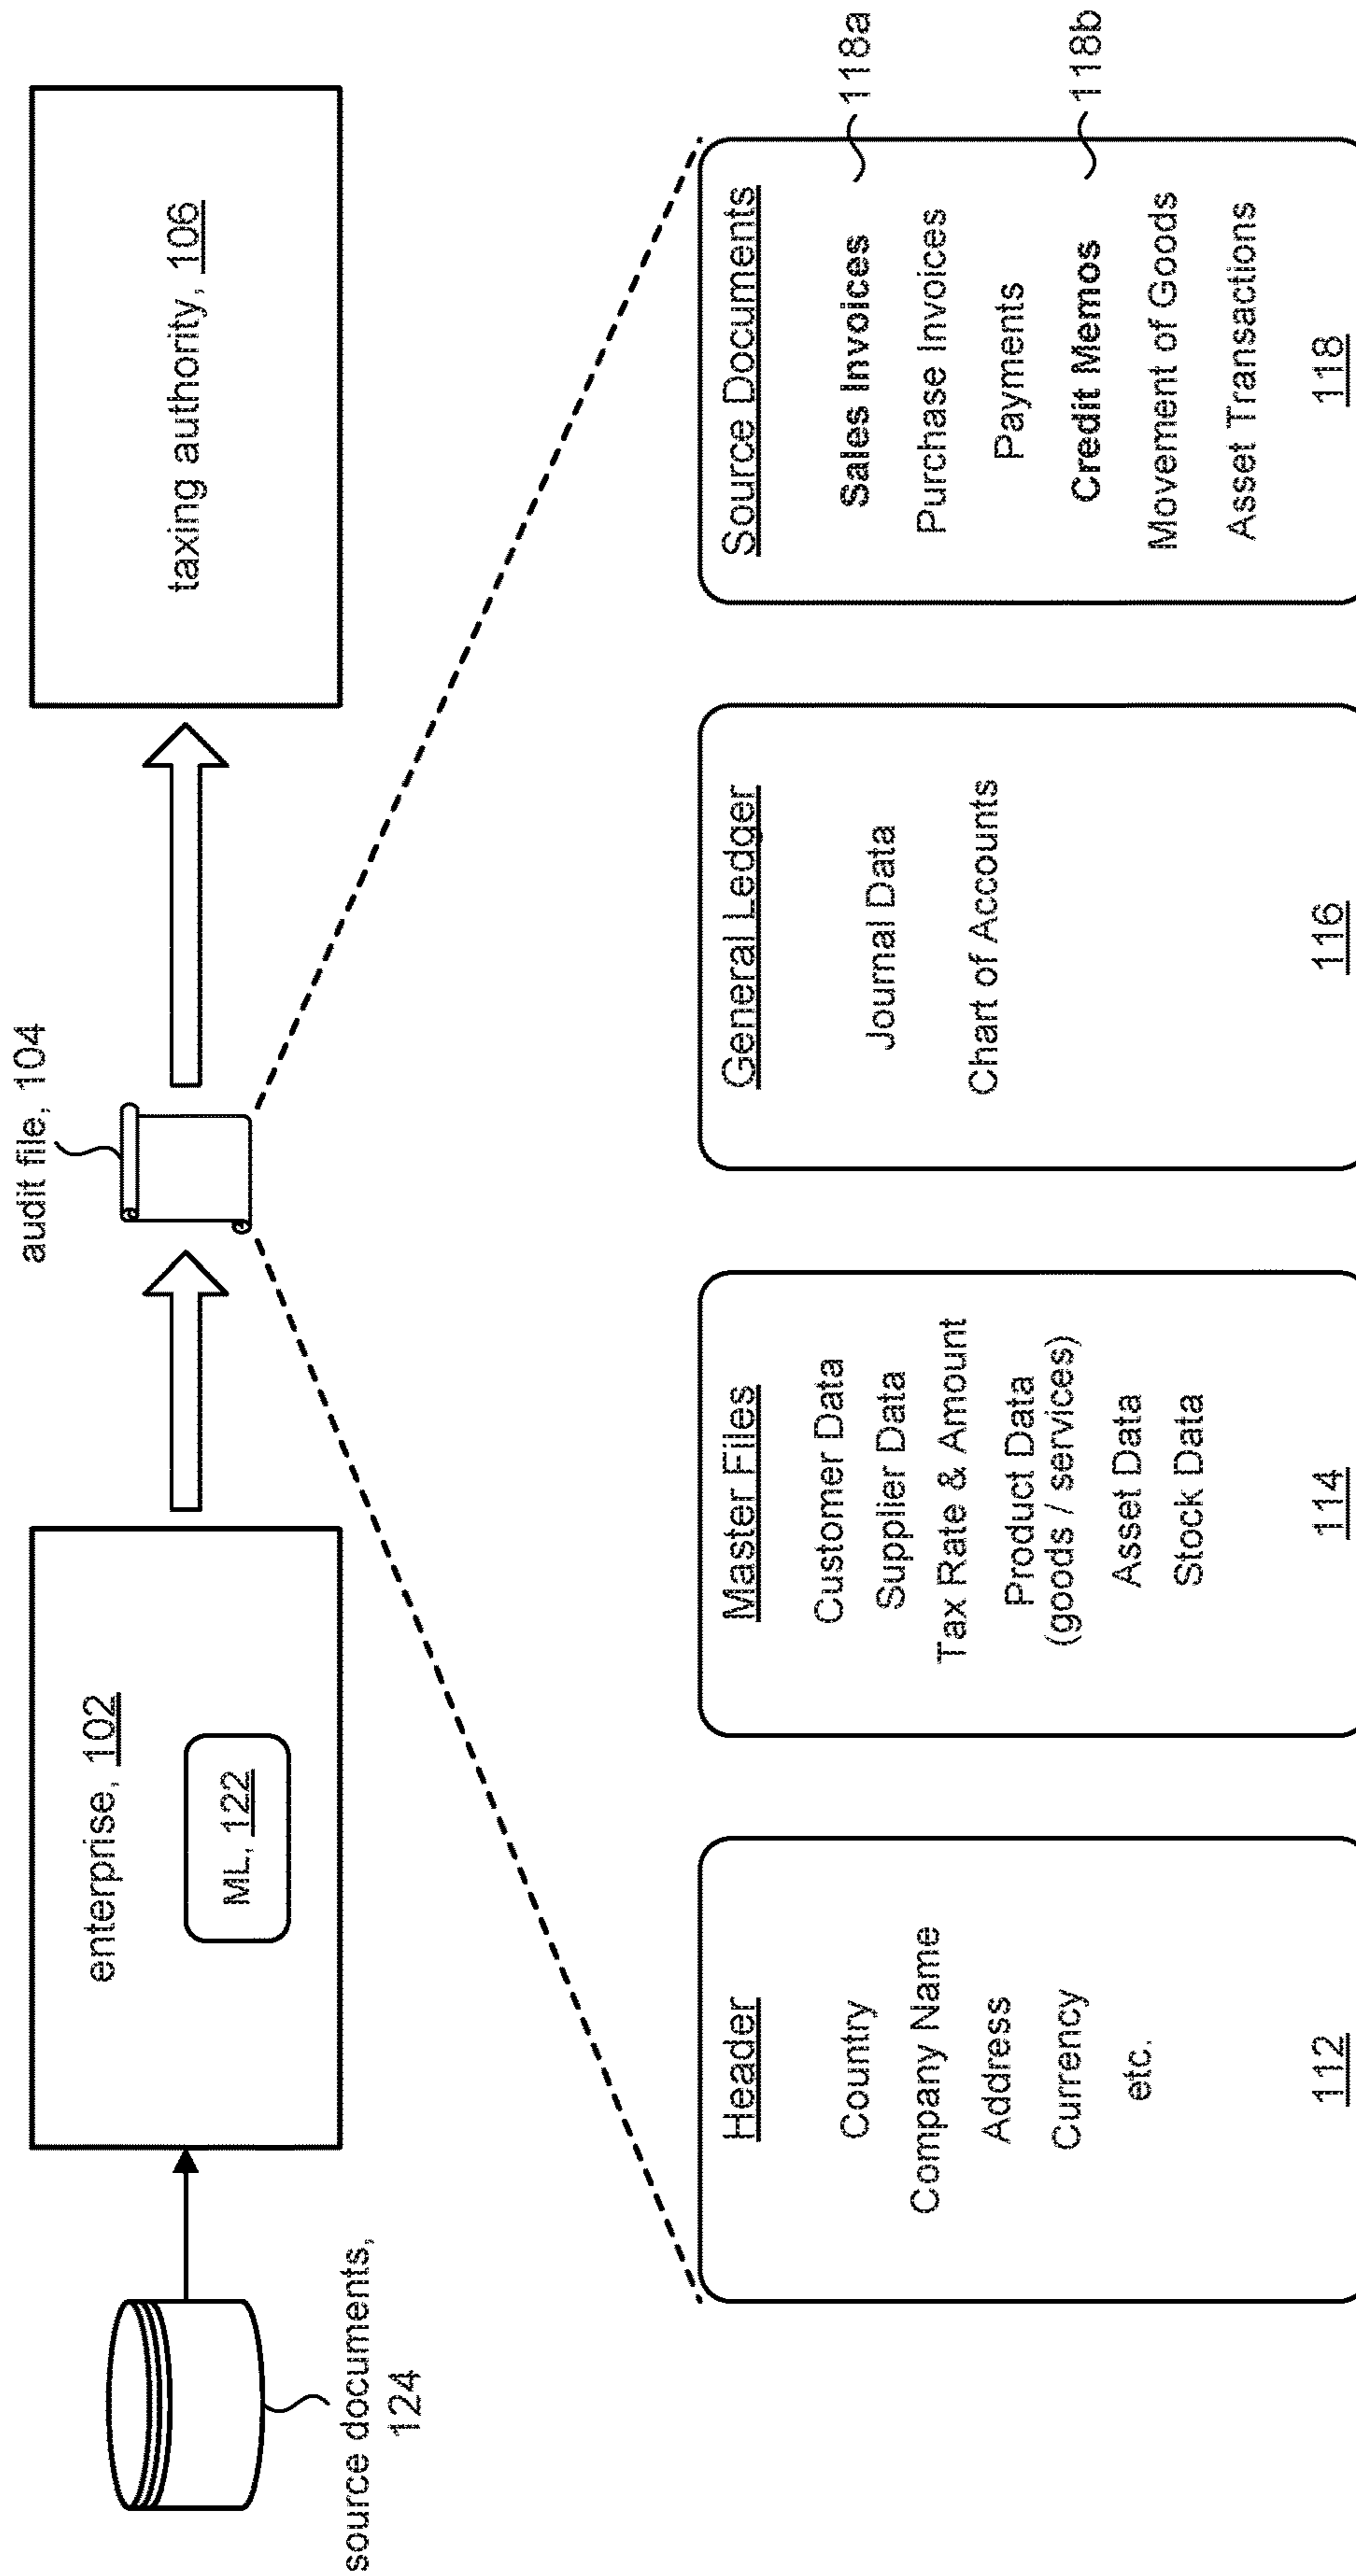 audit file, 104
enterprise, 102
ML, 122
taxing authority, 106
source documents,
124
Header
Country
Company Name
Address
Currency
etc.
112
Master Files
Customer Data
Supplier Data
Tax Rate & Amount
Product Data
(goods / services)
Asset Data
Stock Data
114
General Ledger
Journal Data
Chart of Accounts
116
Source Documents
Sales Invoices
118a
Purchase Invoices
Payments
Credit Memos
118b
Movement of Goods
Asset Transactions
118